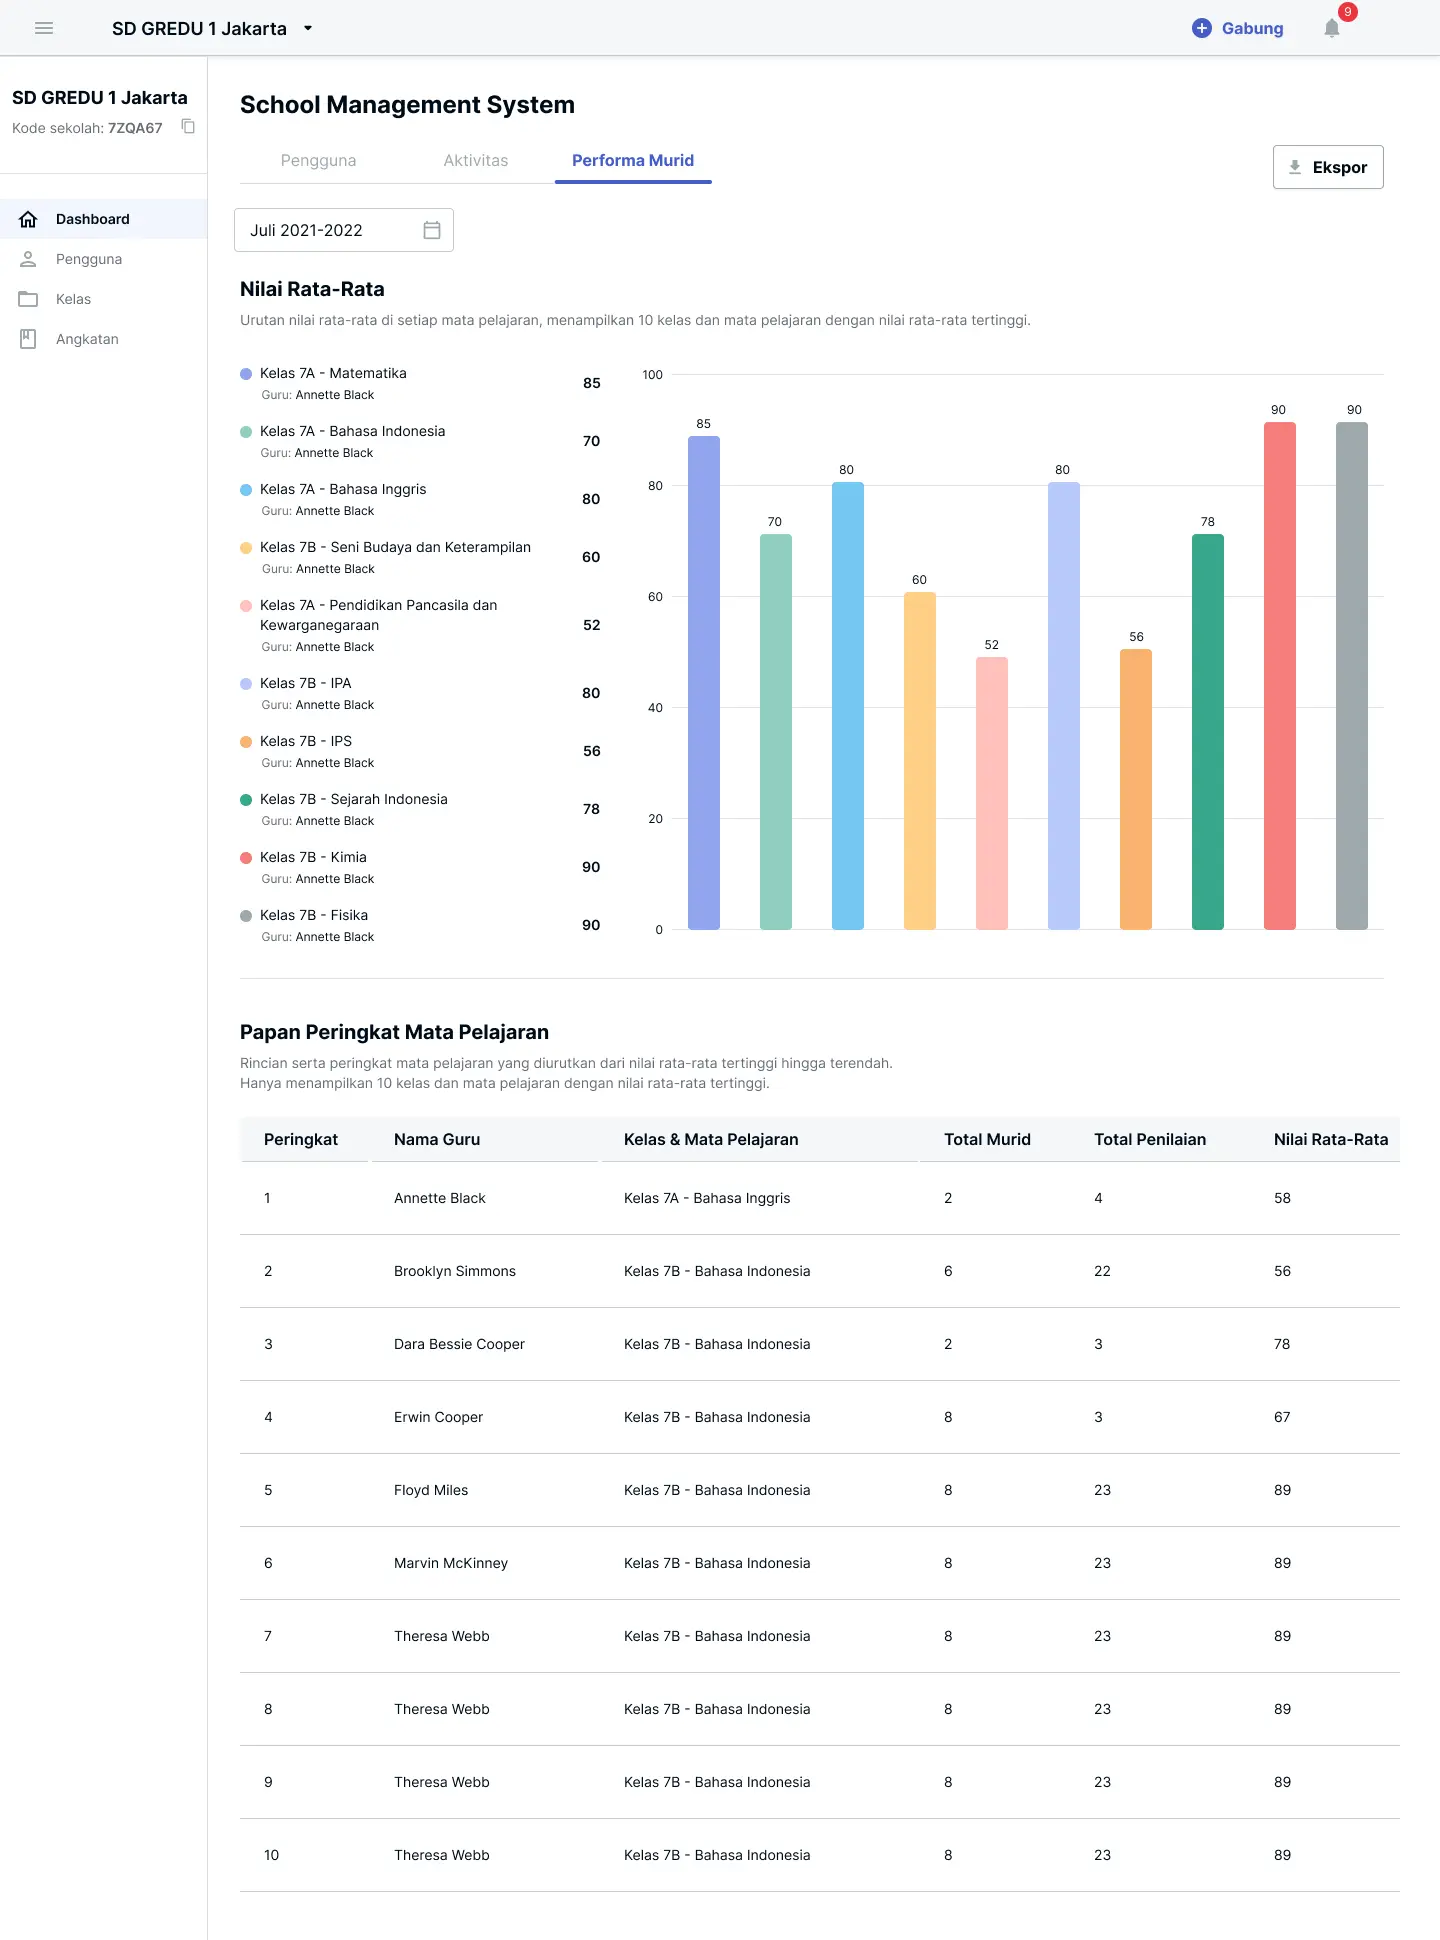 SD GREDU 1 Jakarta
Gabung
9
SD GREDU 1 Jakarta
Kode sekolah: 7ZQA67
Dashboard
Pengguna
Kelas
Angkatan
School Management System
Pengguna Aktivitas Performa Murid
Ekspor
Juli 2021-2022
Nilai Rata-Rata
Urutan nilai rata-rata di setiap mata pelajaran, menampilkan 10 kelas dan mata pelajaran dengan nilai rata-rata tertinggi.
Kelas 7A - Matematika
Guru: Annette Black
85
Kelas 7A - Bahasa Indonesia
Guru: Annette Black
70
Kelas 7A - Bahasa Inggris
Guru: Annette Black
80
Kelas 7B - Seni Budaya dan Keterampilan
Guru: Annette Black
60
Kelas 7A - Pendidikan Pancasila dan
Kewarganegaraan
Guru: Annette Black
52
Kelas 7B - IPA
Guru: Annette Black
80
Kelas 7B - IPS
Guru: Annette Black
56
Kelas 7B - Sejarah Indonesia
Guru: Annette Black
78
Kelas 7B - Kimia
Guru: Annette Black
90
Kelas 7B - Fisika
Guru: Annette Black
90
100
80
60
40
20
0
85
70
80
60
52
80
56
78
90
90
Papan Peringkat Mata Pelajaran
Rincian serta peringkat mata pelajaran yang diurutkan dari nilai rata-rata tertinggi hingga terendah.
Hanya menampilkan 10 kelas dan mata pelajaran dengan nilai rata-rata tertinggi.
Peringkat Nama Guru Kelas & Mata Pelajaran Total Murid Total Penilaian Nilai Rata-Rata
1 Annette Black Kelas 7A - Bahasa Inggris 2 4 58
2 Brooklyn Simmons Kelas 7B - Bahasa Indonesia 6 22 56
3 Dara Bessie Cooper Kelas 7B - Bahasa Indonesia 2 3 78
4 Erwin Cooper Kelas 7B - Bahasa Indonesia 8 3 67
5 Floyd Miles Kelas 7B - Bahasa Indonesia 8 23 89
6 Marvin McKinney Kelas 7B - Bahasa Indonesia 8 23 89
7 Theresa Webb Kelas 7B - Bahasa Indonesia 8 23 89
8 Theresa Webb Kelas 7B - Bahasa Indonesia 8 23 89
9 Theresa Webb Kelas 7B - Bahasa Indonesia 8 23 89
10 Theresa Webb Kelas 7B - Bahasa Indonesia 8 23 89